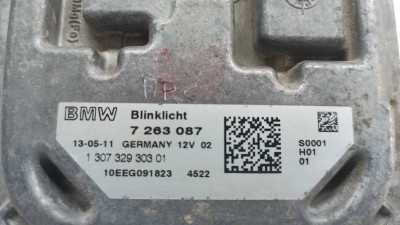 DRS
BMW Blinklicht
7 263 087
13-05-11 GERMANY 12V 02
1 307 329 303 01
10EEG091823 4522
S0001
H01
01